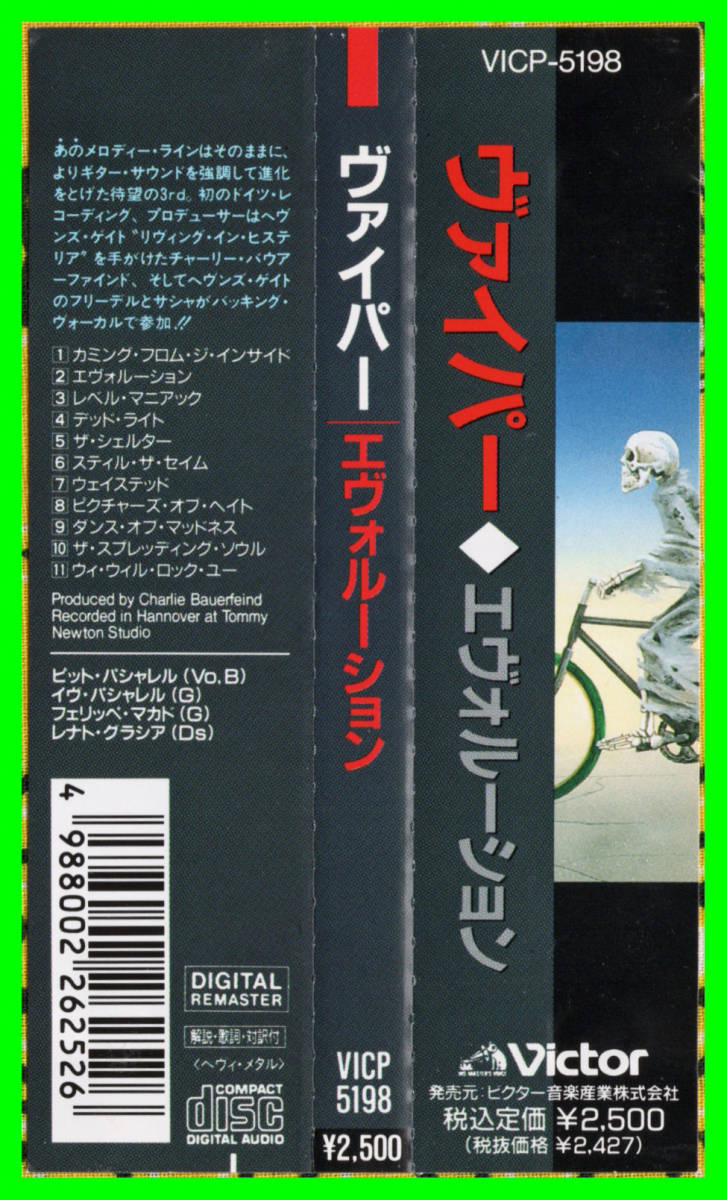 あのメロディー・ラインはそのままに、
よりギター・サウンドを強調して進化
をとげた待望の3rd。初のドイツ・レ
コーディング、プロデューサーはヘヴ
ンズ・ゲイト"リヴィング・イン・ヒステ
リア"を手がけたチャーリー・バウア
ーファインド、そしてヘヴンズ・ゲイト
のフリーデルとサシャがバッキング・
ヴォーカルで参加!!
1 カミング・フロム・ジ・インサイド
2 エヴォルーション
3 レベル・マニアック
4 デッド・ライト
5 ザ・シェルター
6 スティル・ザ・セイム
7 ウェイステッド
8 ピクチャーズ・オブ・ヘイト
9 ダンス・オブ・マッドネス
10 ザ・スプレッディング・ソウル
11 ウィ・ウィル・ロック・ユー
Produced by Charlie Bauerfeind
Recorded in Hannover at Tommy
Newton Studio
ピット・パシャレル(Vo,B)
イヴ・パシャレル(G)
フェリッペ・マカド(G)
レナト・グラシア(Ds)
4 988002 262526
DIGITAL
REMASTER
解説・歌詞・対訳付
〈ヘヴィ・メタル〉
COMPACT
disc
DIGITAL AUDIO
ヴァイパー
エヴォルーション
VICP
5198
¥2,500
VICP-5198
ヴァイパー◆エヴォルーション
HIS MASTER'S VOICE
Victor
発売元:ビクター音楽産業株式会社
税込定価 ¥2,500
(税抜価格 ¥2,427)